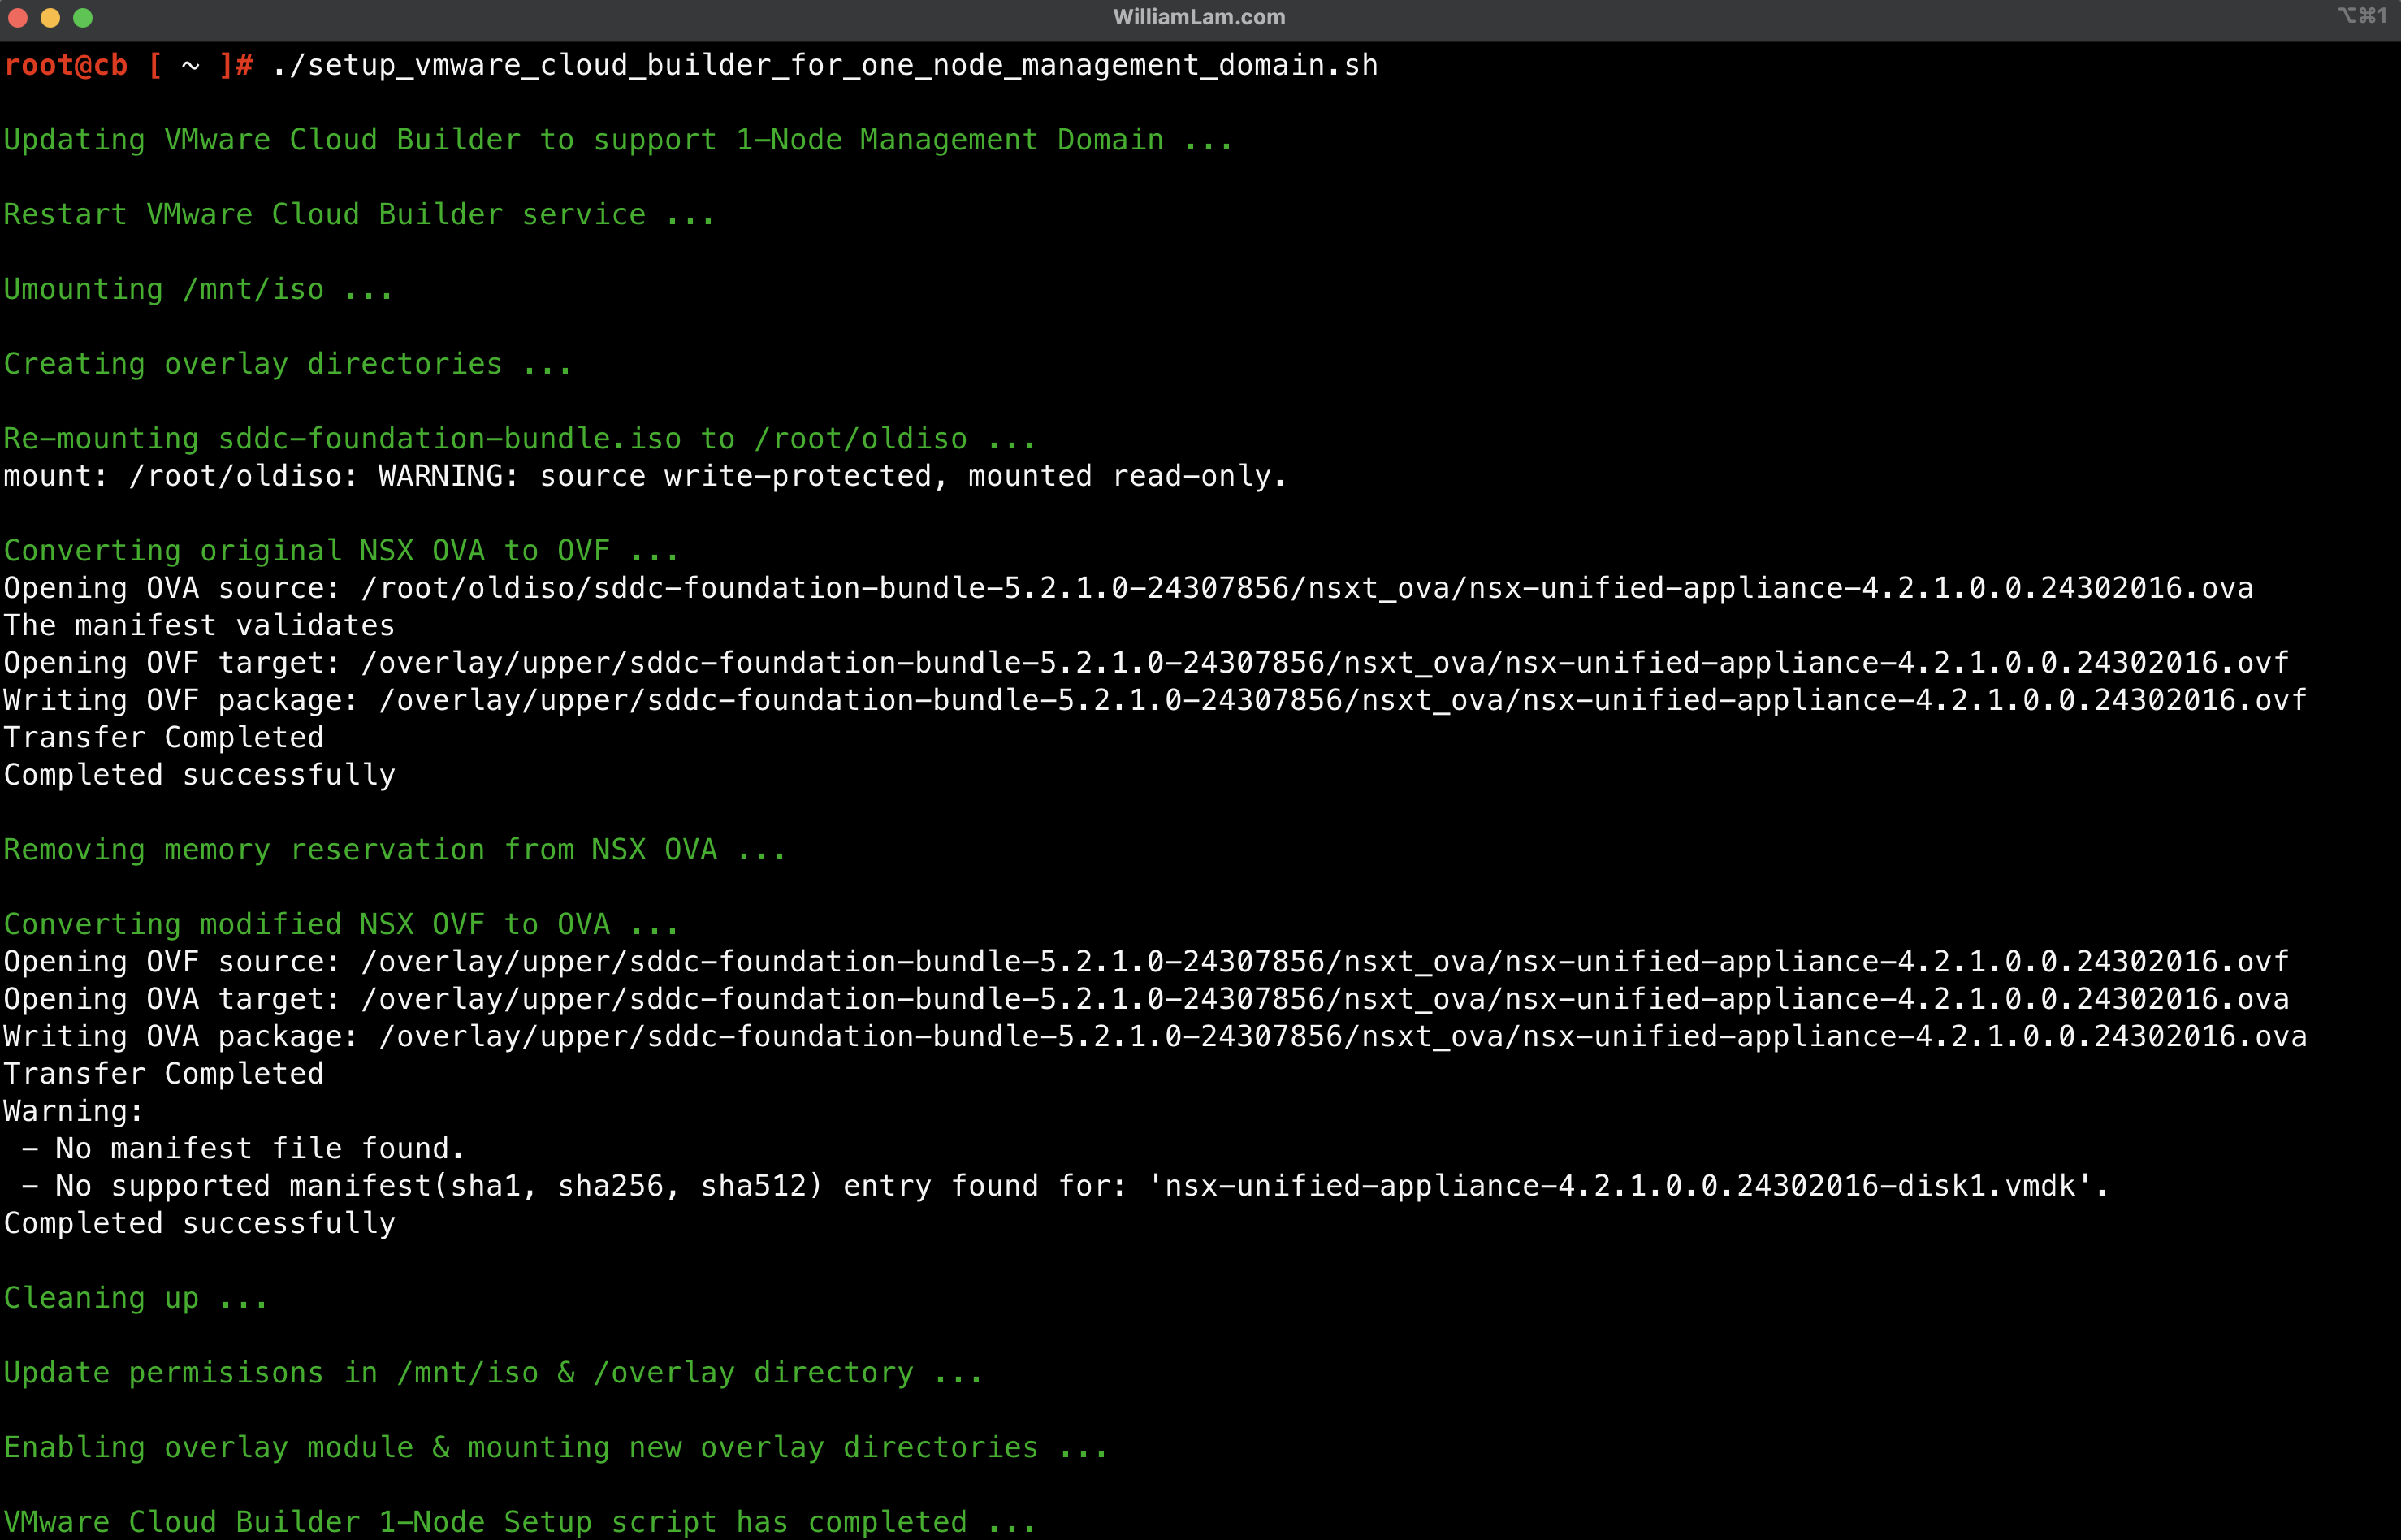 WilliamLam.com
⌥⌘1
root@cb [ ~ ]# ./setup_vmware_cloud_builder_for_one_node_management_domain.sh
Updating VMware Cloud Builder to support 1-Node Management Domain ...
Restart VMware Cloud Builder service ...
Umounting /mnt/iso ...
Creating overlay directories ...
Re-mounting sddc-foundation-bundle.iso to /root/oldiso ...
mount: /root/oldiso: WARNING: source write-protected, mounted read-only.
Converting original NSX OVA to OVF ...
Opening OVA source: /root/oldiso/sddc-foundation-bundle-5.2.1.0-24307856/nsxt_ova/nsx-unified-appliance-4.2.1.0.0.24302016.ova
The manifest validates
Opening OVF target: /overlay/upper/sddc-foundation-bundle-5.2.1.0-24307856/nsxt_ova/nsx-unified-appliance-4.2.1.0.0.24302016.ovf
Writing OVF package: /overlay/upper/sddc-foundation-bundle-5.2.1.0-24307856/nsxt_ova/nsx-unified-appliance-4.2.1.0.0.24302016.ovf
Transfer Completed
Completed successfully
Removing memory reservation from NSX OVA ...
Converting modified NSX OVF to OVA ...
Opening OVF source: /overlay/upper/sddc-foundation-bundle-5.2.1.0-24307856/nsxt_ova/nsx-unified-appliance-4.2.1.0.0.24302016.ovf
Opening OVA target: /overlay/upper/sddc-foundation-bundle-5.2.1.0-24307856/nsxt_ova/nsx-unified-appliance-4.2.1.0.0.24302016.ova
Writing OVA package: /overlay/upper/sddc-foundation-bundle-5.2.1.0-24307856/nsxt_ova/nsx-unified-appliance-4.2.1.0.0.24302016.ova
Transfer Completed
Warning:
 - No manifest file found.
 - No supported manifest(sha1, sha256, sha512) entry found for: 'nsx-unified-appliance-4.2.1.0.0.24302016-disk1.vmdk'.
Completed successfully
Cleaning up ...
Update permisisons in /mnt/iso & /overlay directory ...
Enabling overlay module & mounting new overlay directories ...
VMware Cloud Builder 1-Node Setup script has completed ...